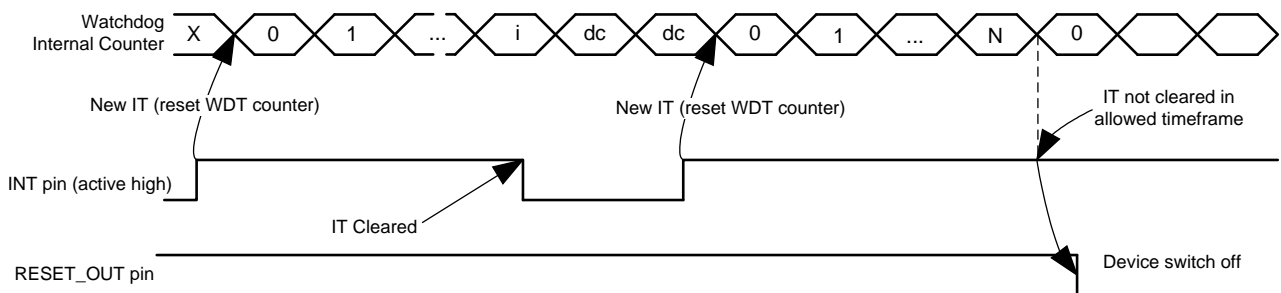 Watchdog
Internal Counter
X 0 1 ... i dc dc 0 1 ... N 0
New IT (reset WDT counter)
New IT (reset WDT counter)
IT not cleared in
allowed timeframe
INT pin (active high)
IT Cleared
RESET_OUT pin
Device switch off